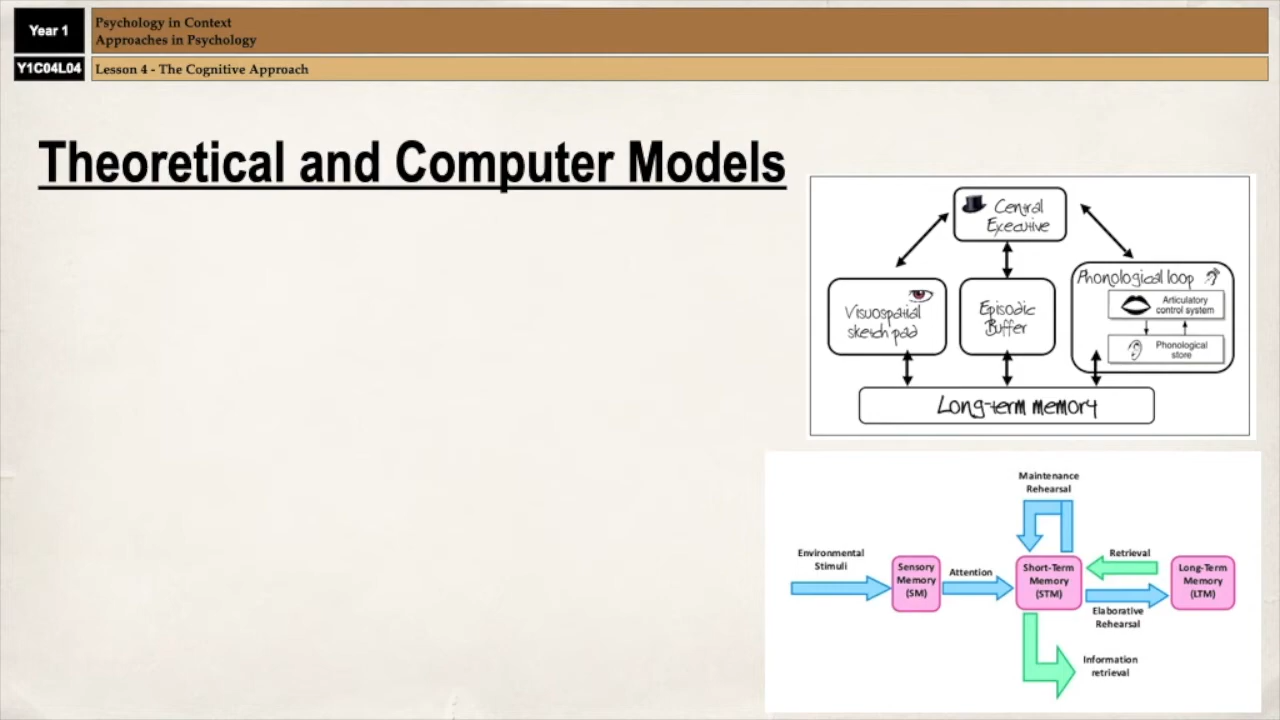 Year 1
Psychology in Context
Approaches in Psychology
Y1C04L04
Lesson 4 - The Cognitive Approach
Theoretical and Computer Models
Central
Executive
Visuospatial
sketch pad
Episodic
Buffer
Phonological loop
Articulatory
control system
Phonological
store
Long-term memory
Maintenance
Rehearsal
Environmental
Stimuli
Sensory
Memory
(SM)
Attention
Short-Term
Memory
(STM)
Retrieval
Elaborative
Rehearsal
Long-Term
Memory
(LTM)
Information
retrieval